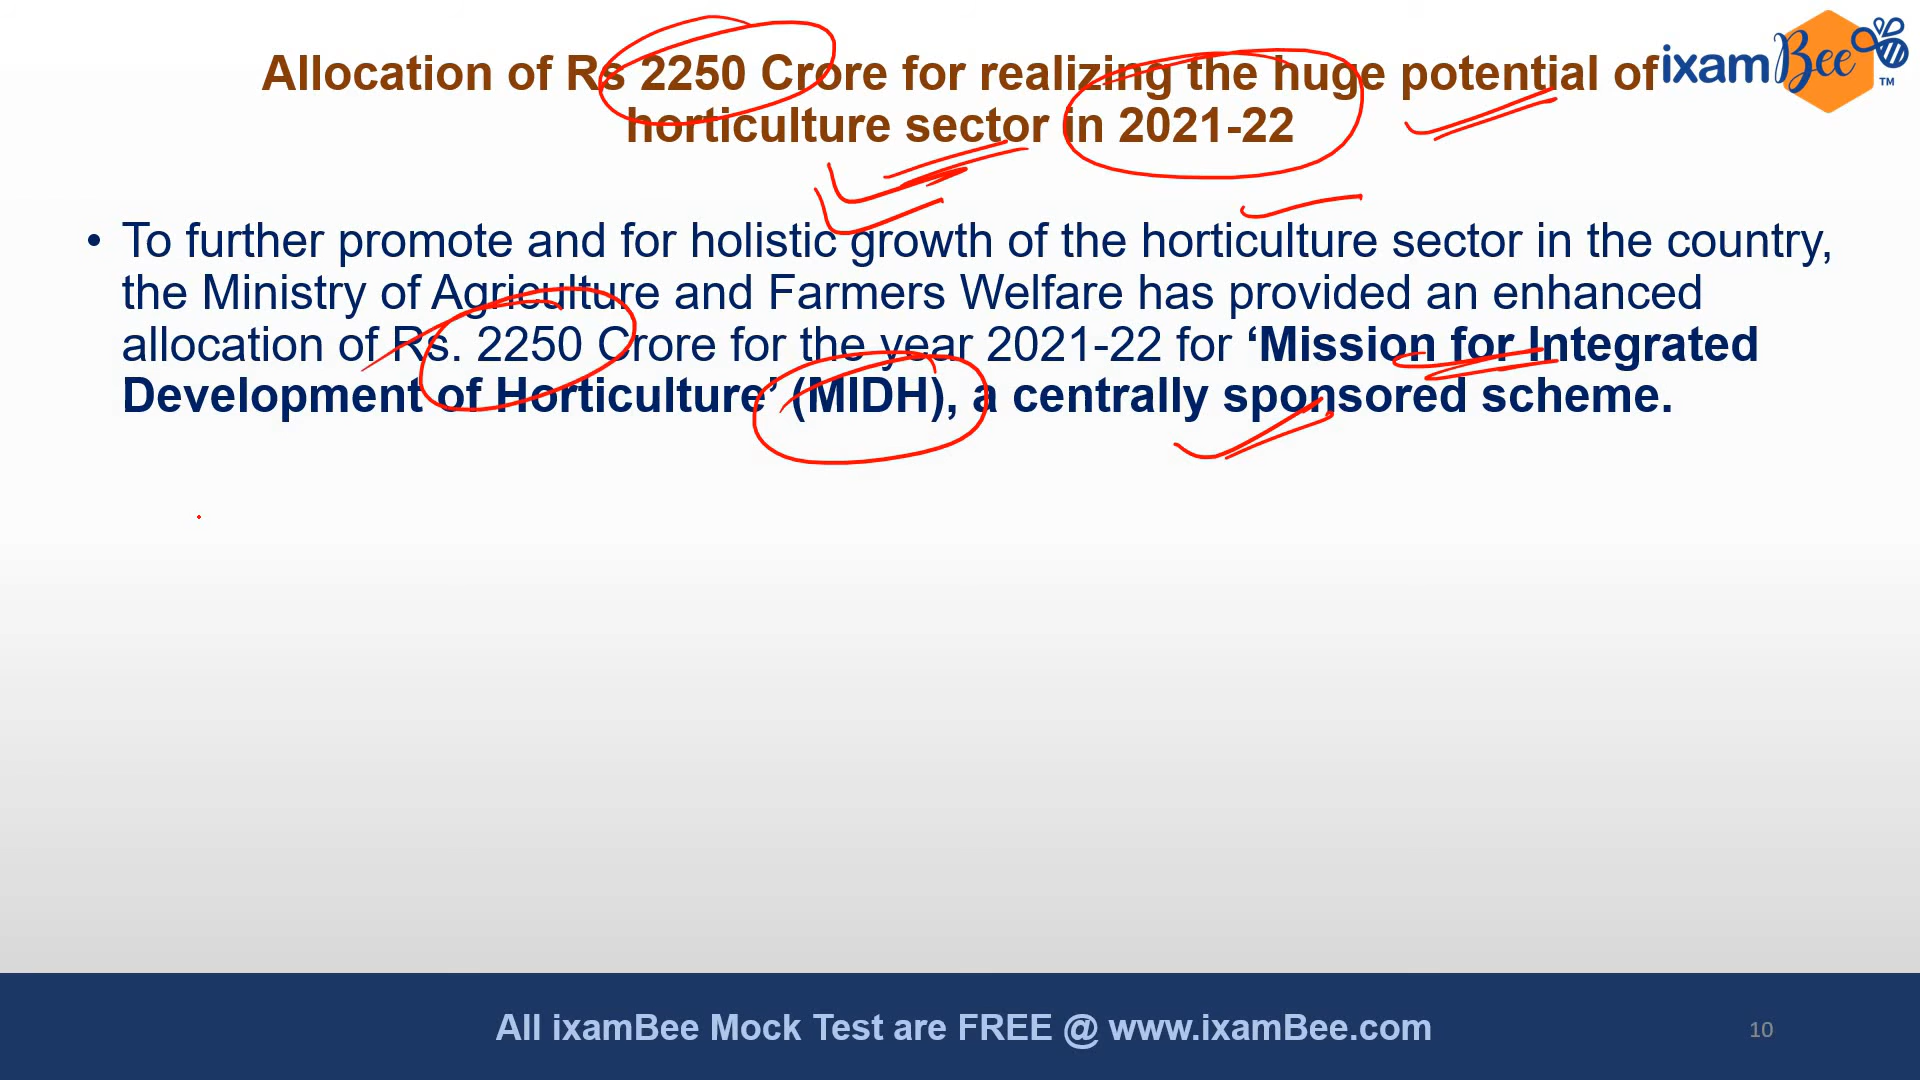 Allocation of Rs 2250 Crore for realizing the huge potential of
horticulture sector in 2021-22
ixamBee™
• To further promote and for holistic growth of the horticulture sector in the country,
the Ministry of Agriculture and Farmers Welfare has provided an enhanced
allocation of Rs. 2250 Crore for the year 2021-22 for ‘Mission for Integrated
Development of Horticulture’ (MIDH), a centrally sponsored scheme.
All ixamBee Mock Test are FREE @ www.ixamBee.com
10